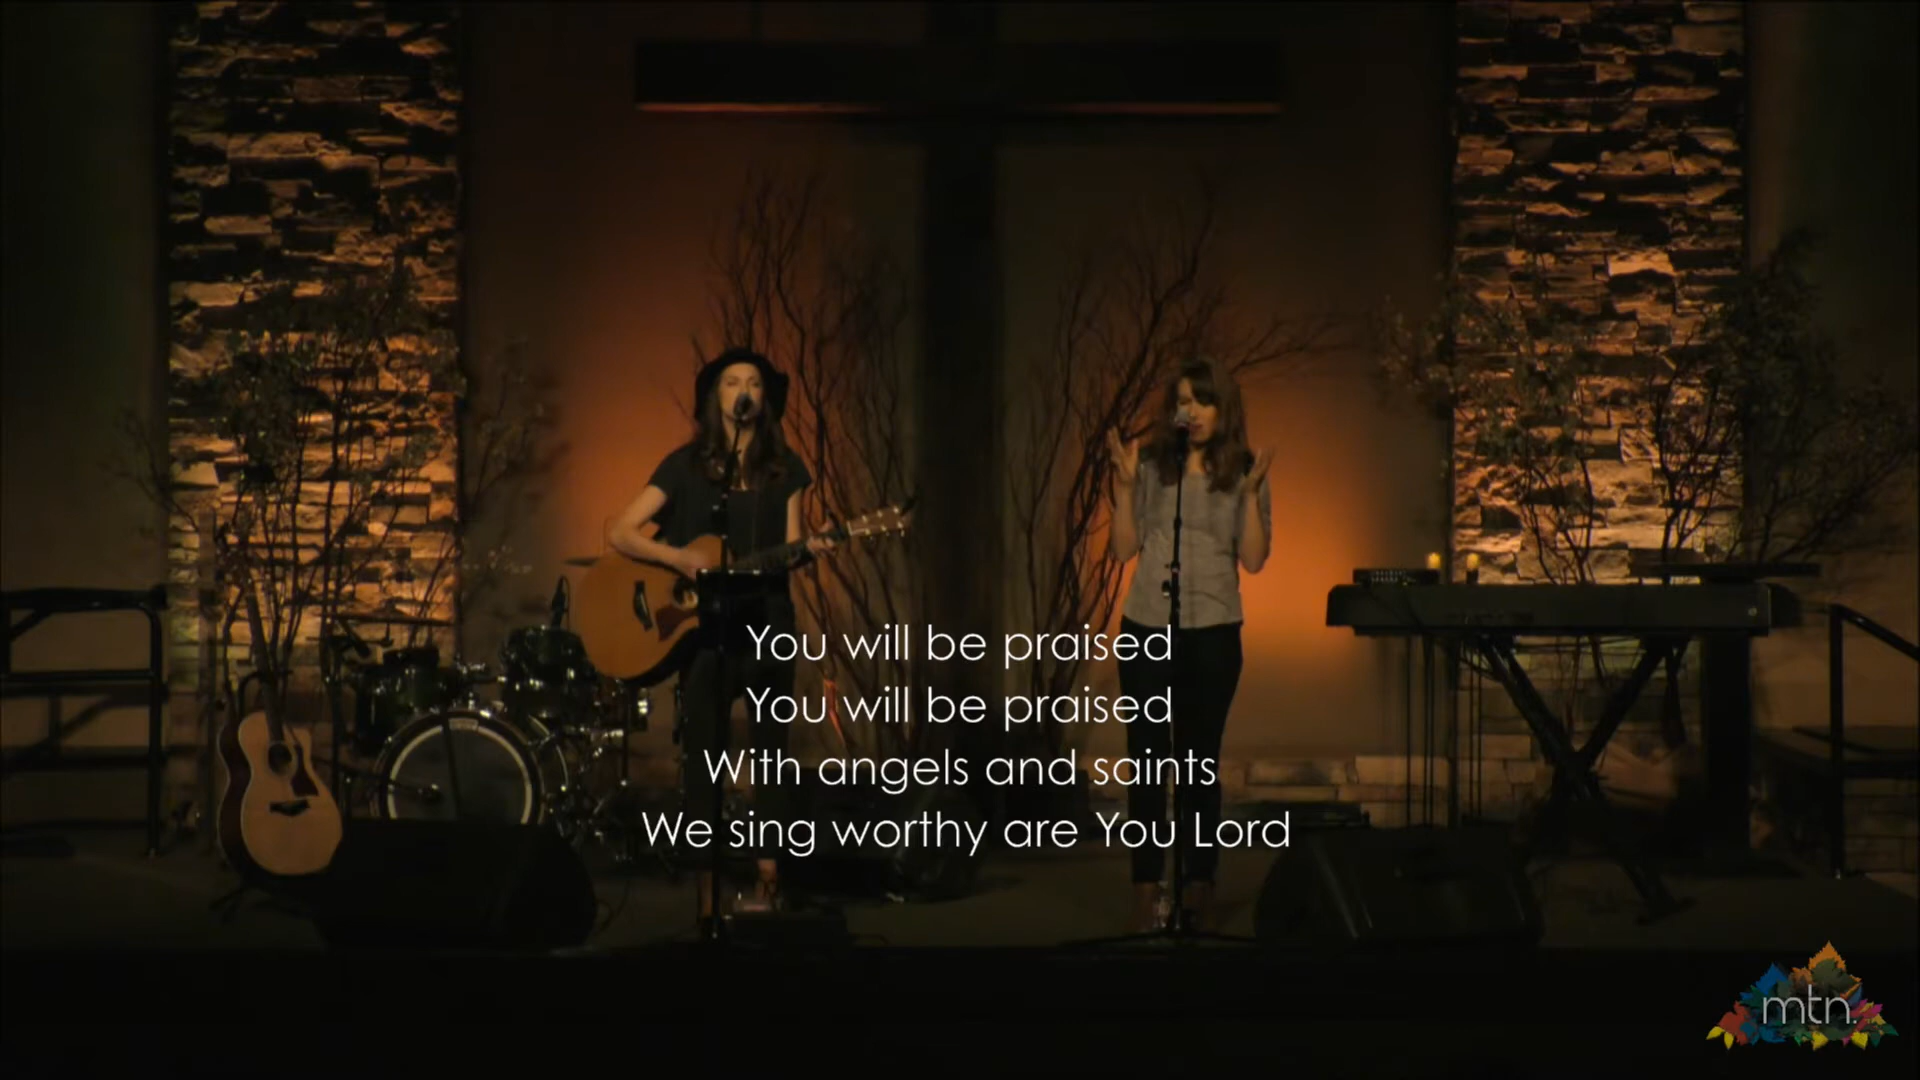 You will be praised
You will be praised
With angels and saints
We sing worthy are You Lord
mtn.